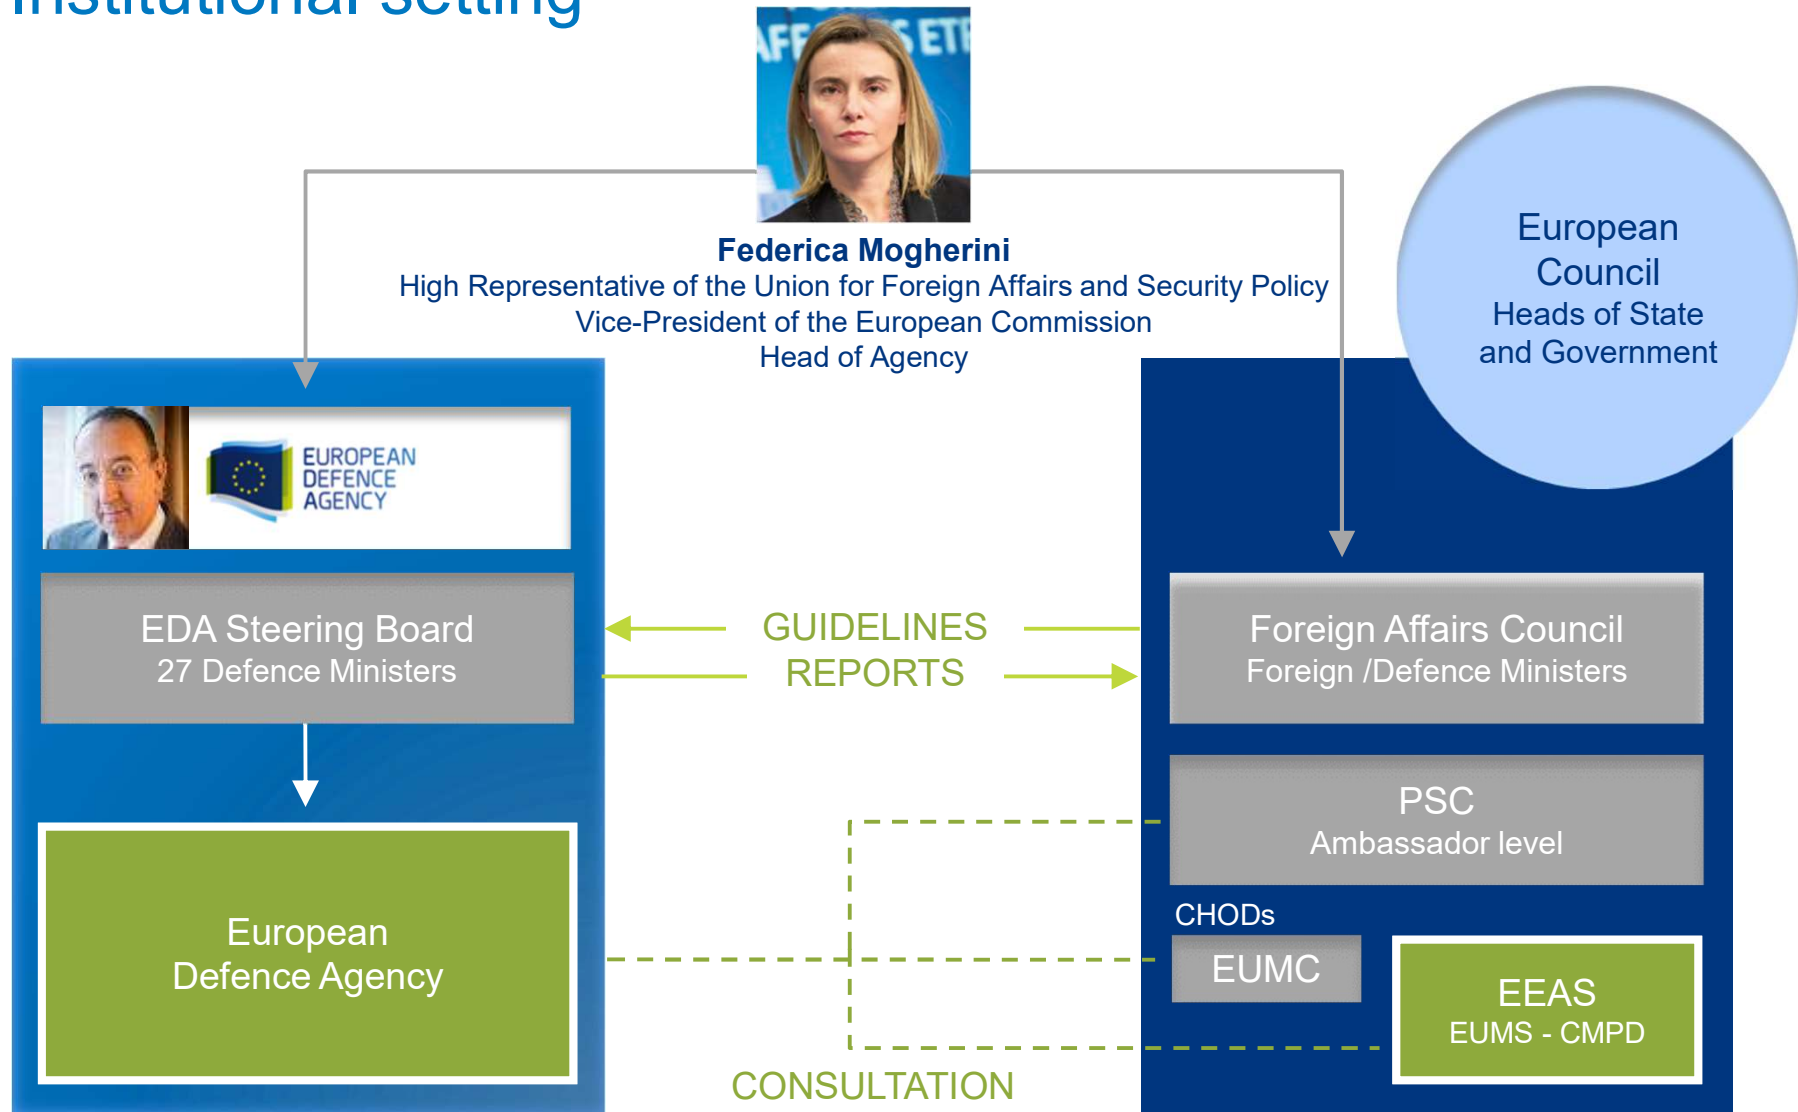 Institutional setting
Federica Mogherini
High Representative of the Union for Foreign Affairs and Security Policy
Vice-President of the European Commission
Head of Agency
European
Council
Heads of State
and Government
EUROPEAN
DEFENCE
AGENCY
EDA Steering Board
27 Defence Ministers
GUIDELINES
REPORTS
Foreign Affairs Council
Foreign /Defence Ministers
PSC
Ambassador level
CHODs
EUMC
EEAS
EUMS - CMPD
European
Defence Agency
CONSULTATION